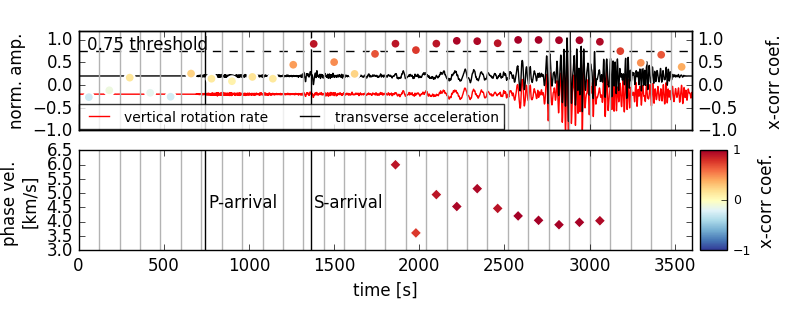 norm. amp.
1.0
0.5
0.0
−0.5
−1.0
0.75 threshold
vertical rotation rate
transverse acceleration
1.0
0.5
0.0
−0.5
−1.0
x-corr coef.
phase vel.
[km/s]
6.5
6.0
5.5
5.0
4.5
4.0
3.5
3.0
P-arrival
S-arrival
1
0
−1
x-corr coef.
0
500
1000
1500
2000
2500
3000
3500
time [s]